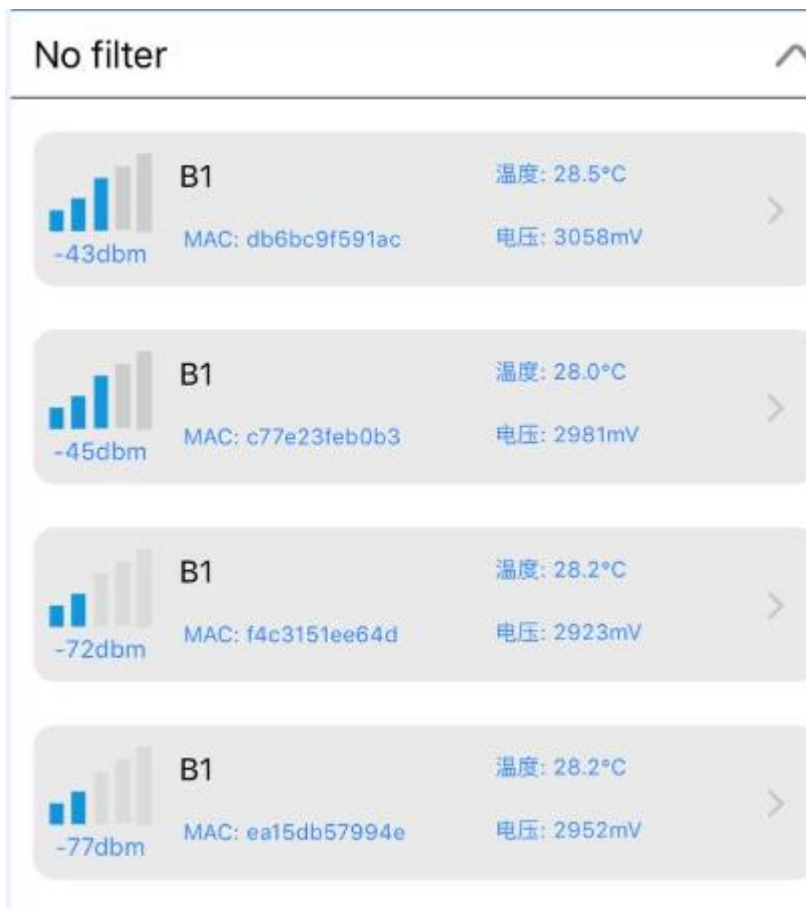 No filter
B1
温度: 28.5°C
-43dbm
MAC: db6bc9f591ac
电压: 3058mV
B1
温度: 28.0°C
-45dbm
MAC: c77e23feb0b3
电压: 2981mV
B1
温度: 28.2°C
-72dbm
MAC: f4c3151ee64d
电压: 2923mV
B1
温度: 28.2°C
-77dbm
MAC: ea15db57994e
电压: 2952mV